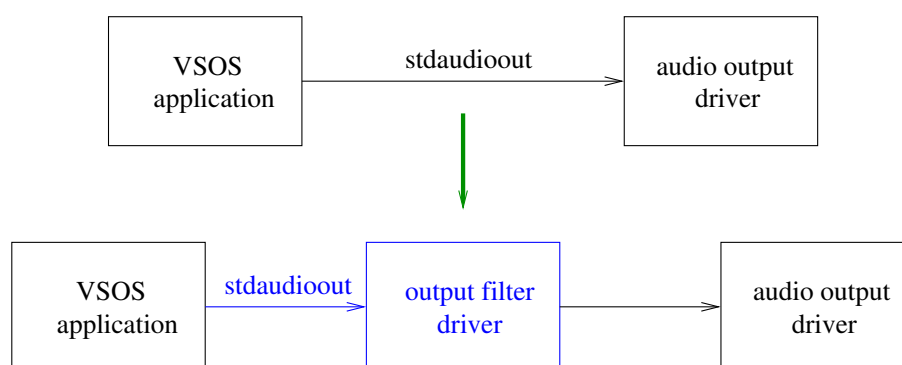 VSOS
application
stdaudioout
audio output
driver
VSOS
application
stdaudioout
output filter
driver
audio output
driver